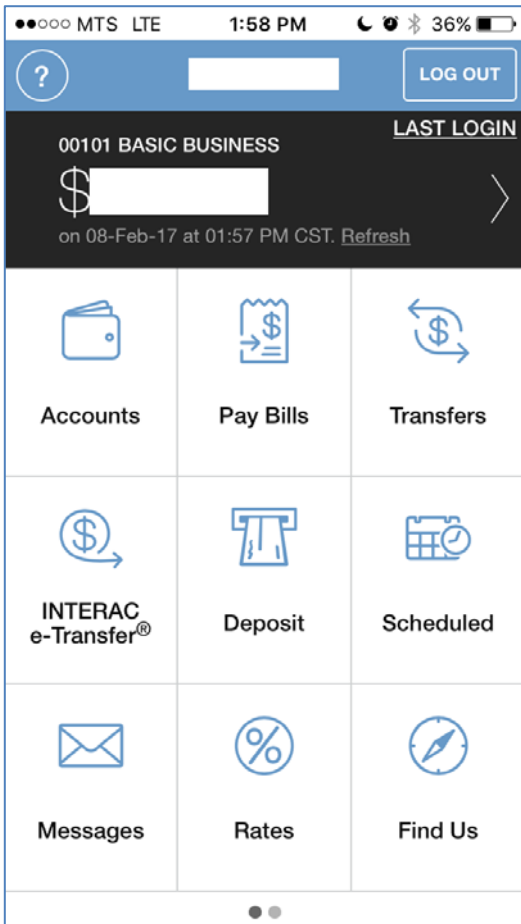 MTS LTE 1:58 PM 36%
? LOG OUT
LAST LOGIN
00101 BASIC BUSINESS
$
on 08-Feb-17 at 01:57 PM CST. Refresh
$ $
Accounts Pay Bills Transfers
$
INTERAC
e-Transfer® Deposit Scheduled
%
Messages Rates Find Us